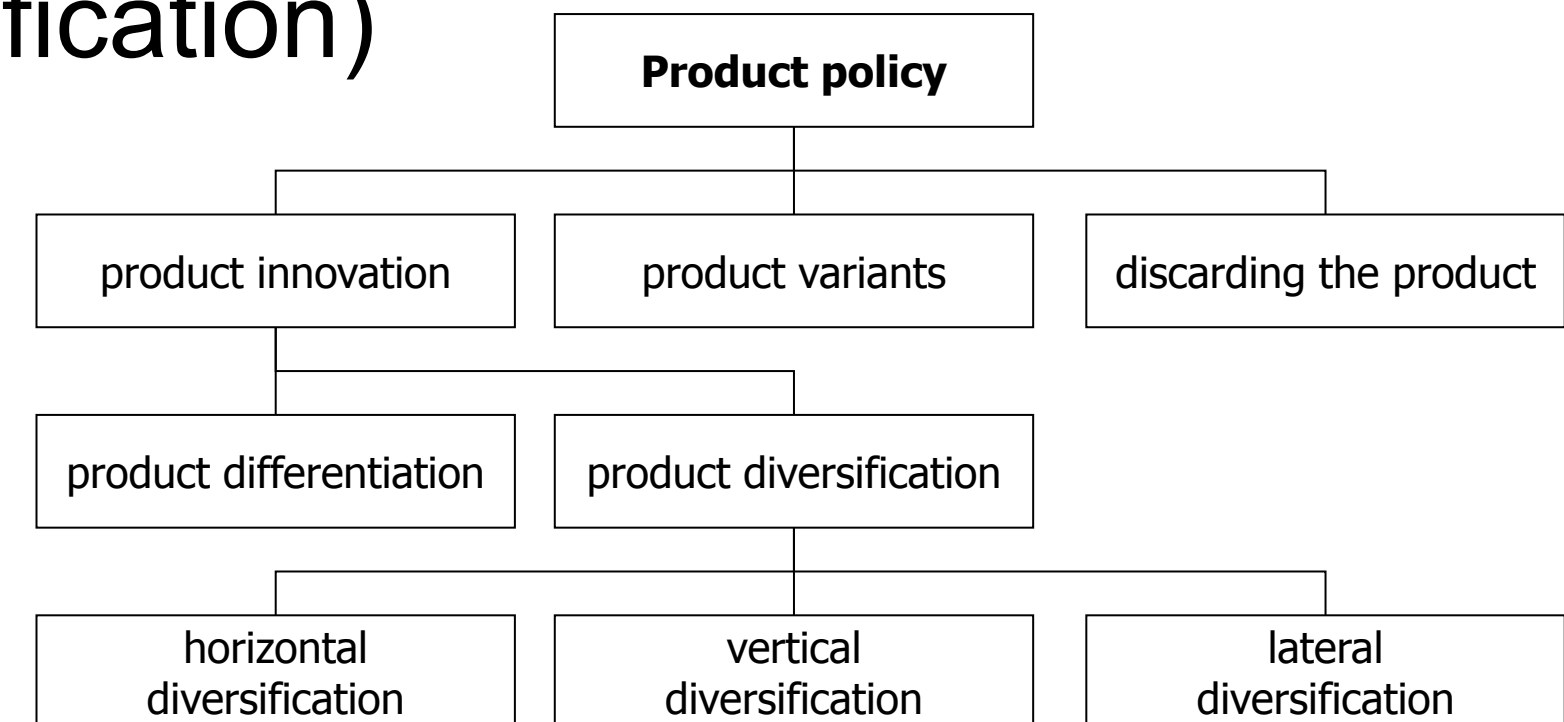 fication)
Product policy
product innovation
product variants
discarding the product
product differentiation
product diversification
horizontal
diversification
vertical
diversification
lateral
diversification